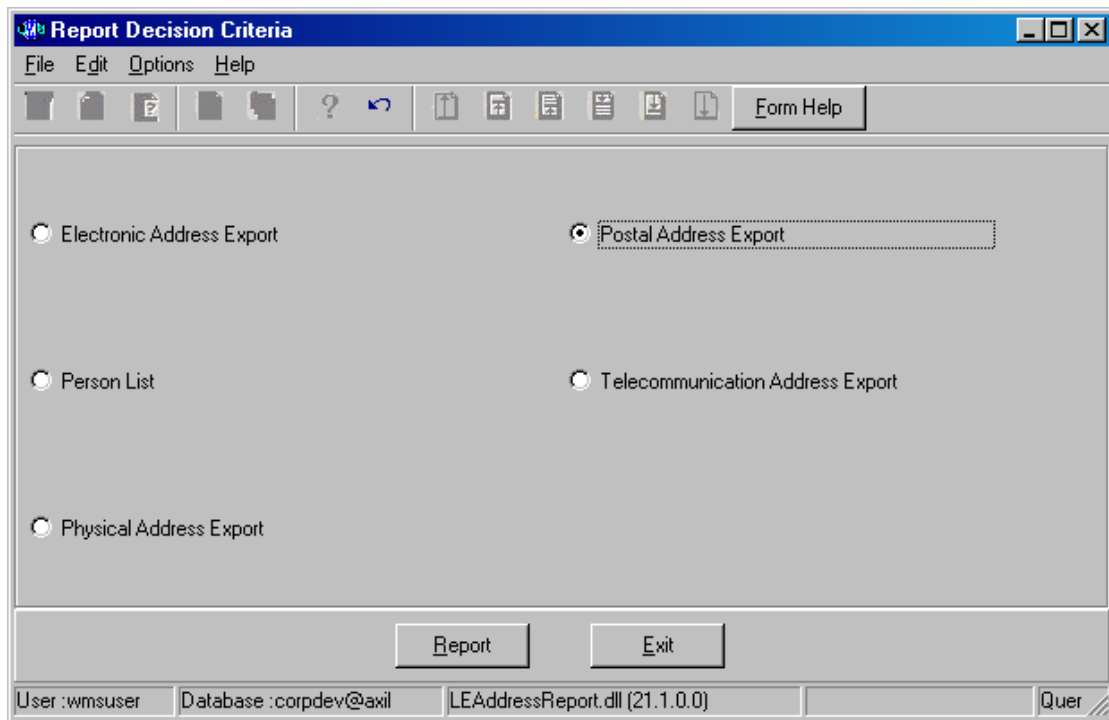 Report Decision Criteria
File Edit Options Help
Form Help
Electronic Address Export
Postal Address Export
Person List
Telecommunication Address Export
Physical Address Export
Report Exit
User :wmsuser Database :corpdev@axil LEAddressReport.dll (21.1.0.0) Quer